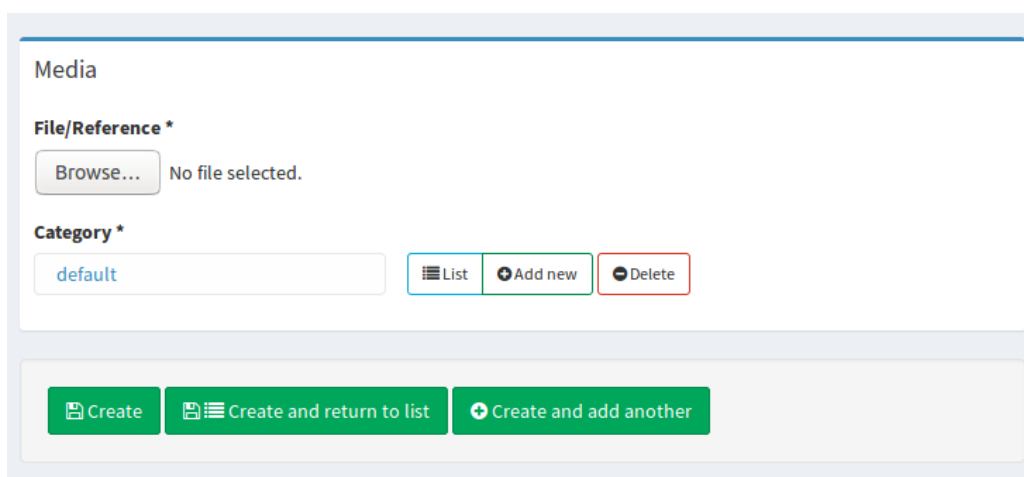 Media
File/Reference *
Browse... No file selected.
Category *
default List Add new Delete
Create Create and return to list Create and add another